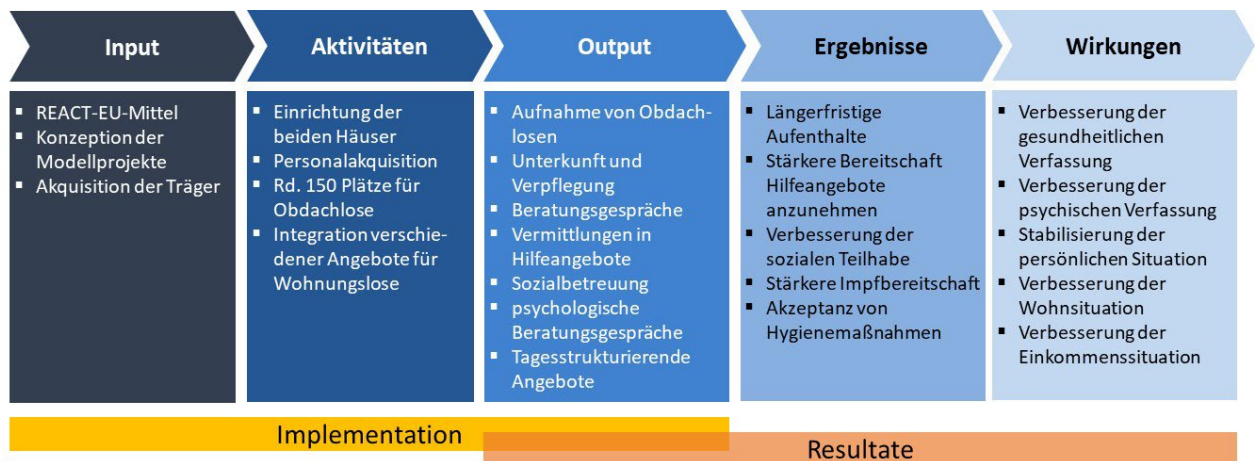 Input
REACT-EU-Mittel
Konzeption der
Modellprojekte
Akquisition der Träger
Aktivitäten
Einrichtung der
beiden Häuser
Personalakquisition
Rd. 150 Plätze für
Obdachlose
Integration verschie-
dener Angebote für
Wohnungslose
Output
Aufnahme von Obdach-
losen
Unterkunft und
Verpflegung
Beratungsgespräche
Vermittlungen in
Hilfeangebote
Sozialbetreuung
psychologische
Beratungsgespräche
Tagesstrukturierende
Angebote
Ergebnisse
Längerfristige
Aufenthalte
Stärkere Bereitschaft
Hilfeangebote
anzunehmen
Verbesserung der
sozialen Teilhabe
Stärkere Impfbereitschaft
Akzeptanz von
Hygienemaßnahmen
Wirkungen
Verbesserung der
gesundheitlichen
Verfassung
Verbesserung der
psychischen Verfassung
Stabilisierung der
persönlichen Situation
Verbesserung der
Wohnsituation
Verbesserung der
Einkommenssituation
Implementation
Resultate